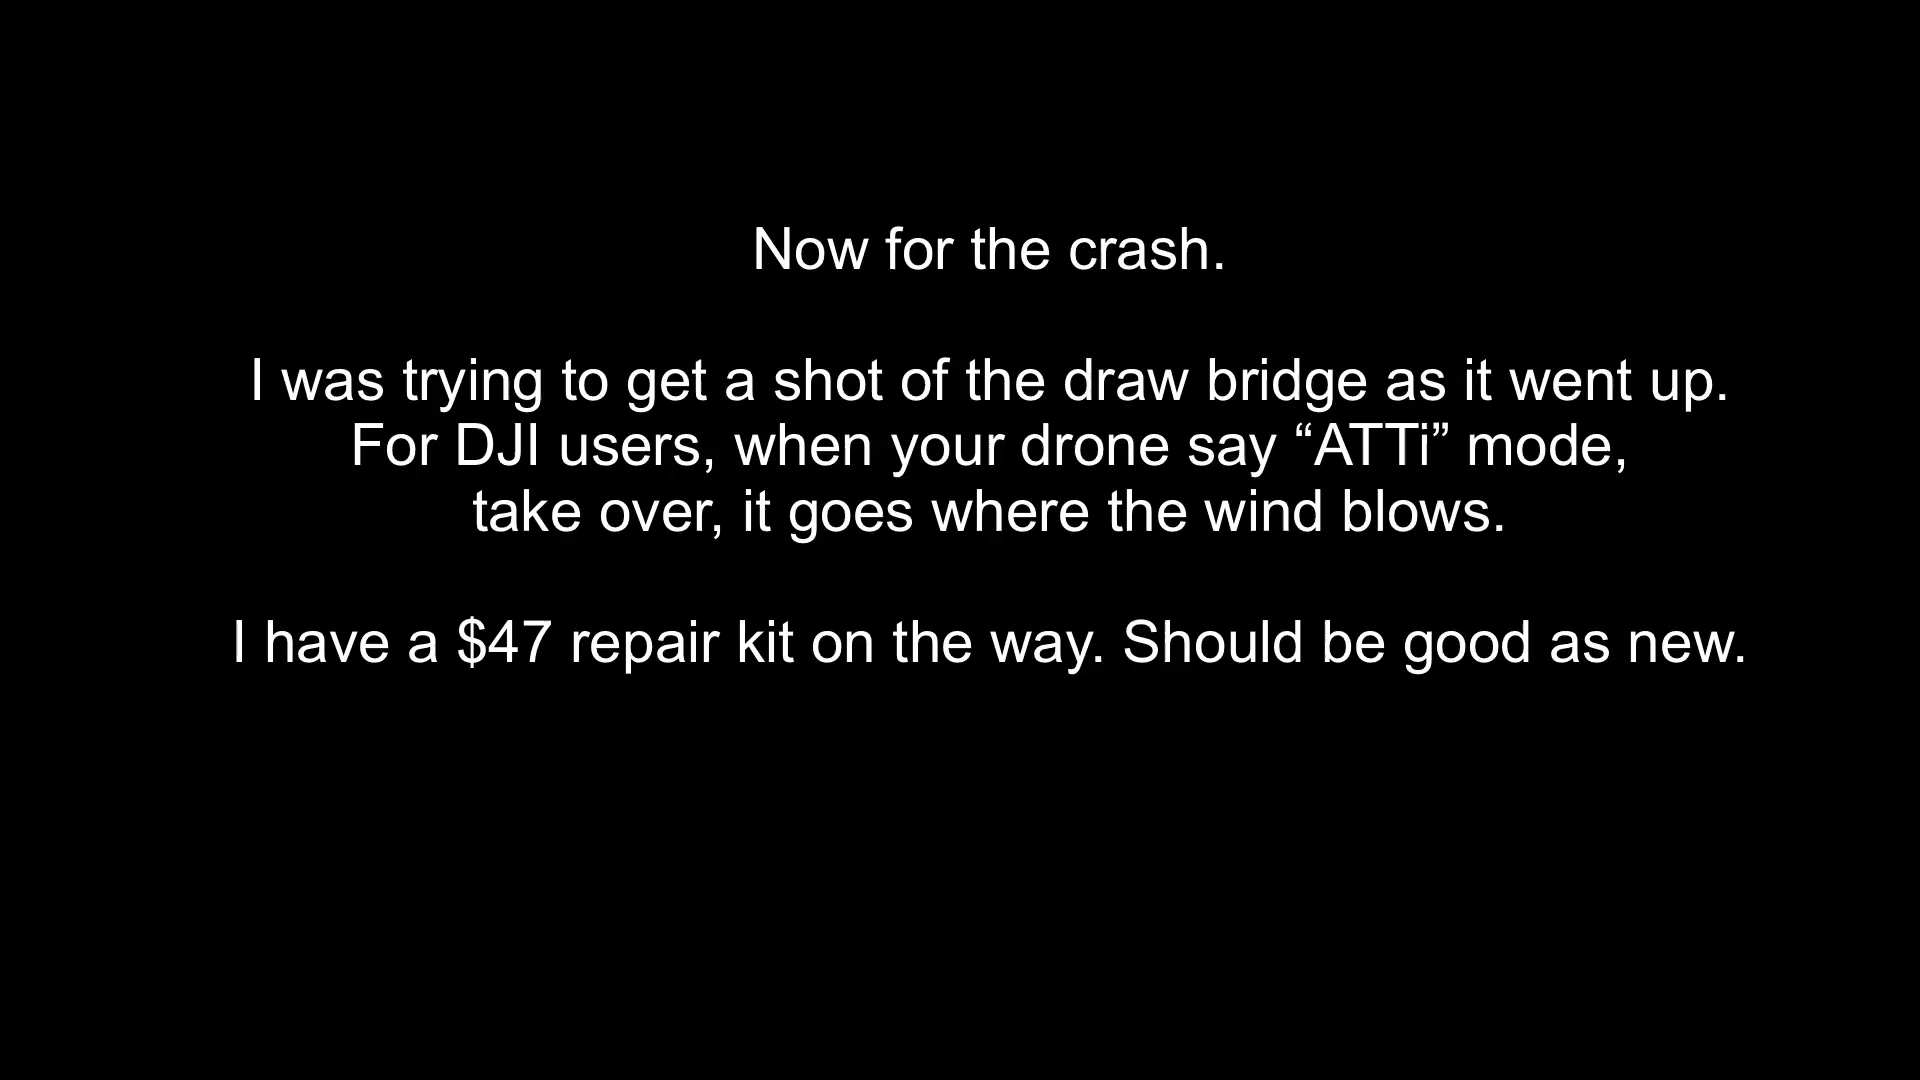 Now for the crash.
I was trying to get a shot of the draw bridge as it went up.
For DJI users, when your drone say “ATTi” mode,
take over, it goes where the wind blows.
I have a $47 repair kit on the way. Should be good as new.